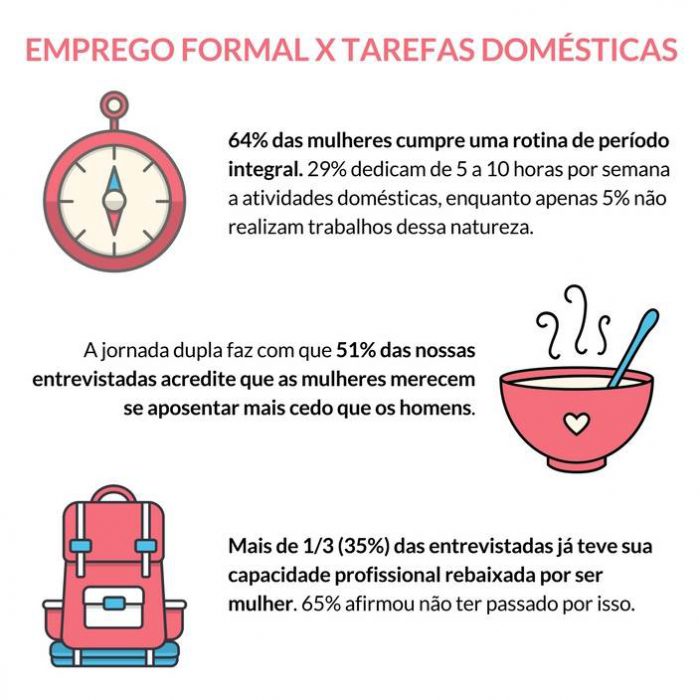 EMPREGO FORMAL X TAREFAS DOMÉSTICAS
64% das mulheres cumpre uma rotina de período
integral. 29% dedicam de 5 a 10 horas por semana
a atividades domésticas, enquanto apenas 5% não
realizam trabalhos dessa natureza.
A jornada dupla faz com que 51% das nossas
entrevistadas acredite que as mulheres merecem
se aposentar mais cedo que os homens.
Mais de 1/3 (35%) das entrevistadas já teve sua
capacidade profissional rebaixada por ser
mulher. 65% afirmou não ter passado por isso.